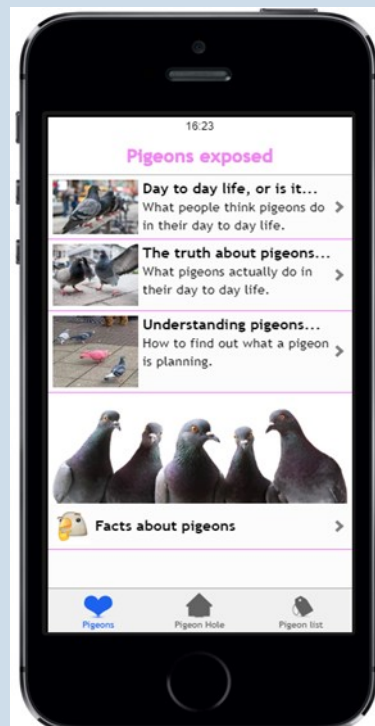 16:23
Pigeons exposed
Day to day life, or is it...
What people think pigeons do
in their day to day life.
The truth about pigeons...
What pigeons actually do in
their day to day life.
Understanding pigeons...
How to find out what a pigeon
is planning.
Facts about pigeons
Pigeons
Pigeon Hole
Pigeon list